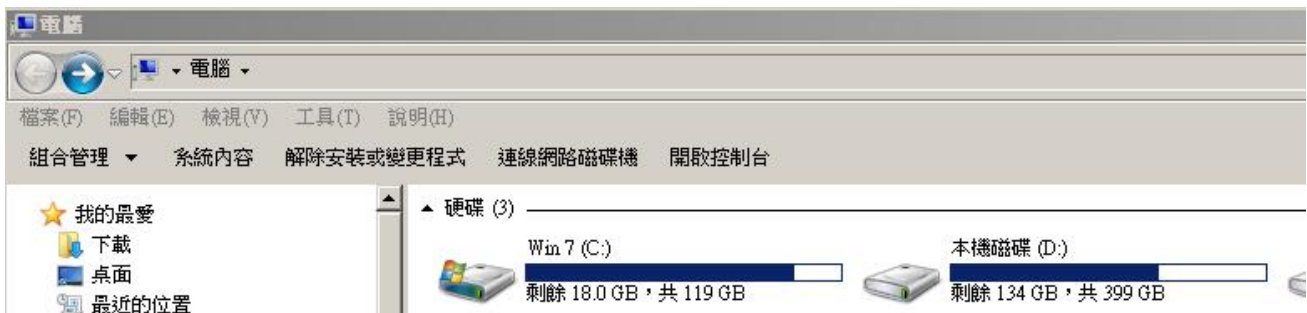 電腦
電腦
檔案(F) 編輯(E) 檢視(V) 工具(T) 說明(H)
組合管理 系統內容 解除安裝或變更程式 連線網路磁碟機 開啟控制台
我的最愛
下載
桌面
最近的位置
硬碟 (3)
Win 7 (C:)
剩餘 18.0 GB，共 119 GB
本機磁碟 (D:)
剩餘 134 GB，共 399 GB